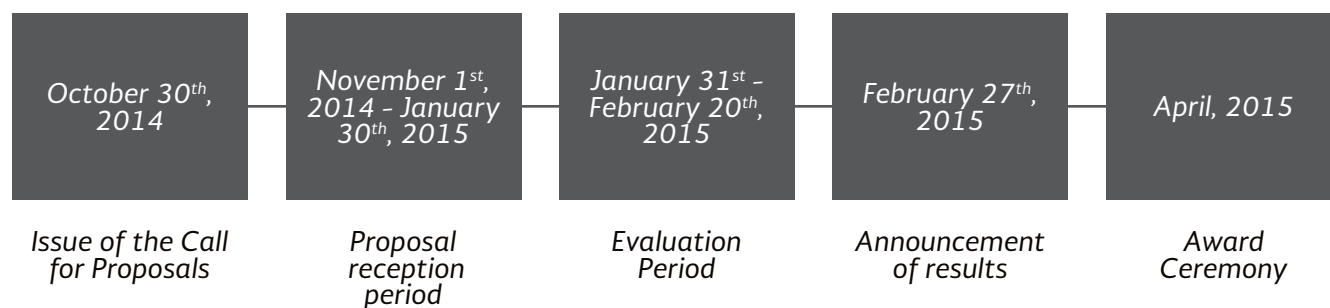 October 30th,
2014
November 1st,
2014 - January
30th, 2015
January 31st -
February 20th,
2015
February 27th,
2015
April, 2015
Issue of the Call
for Proposals
Proposal
reception
period
Evaluation
Period
Announcement
of results
Award
Ceremony